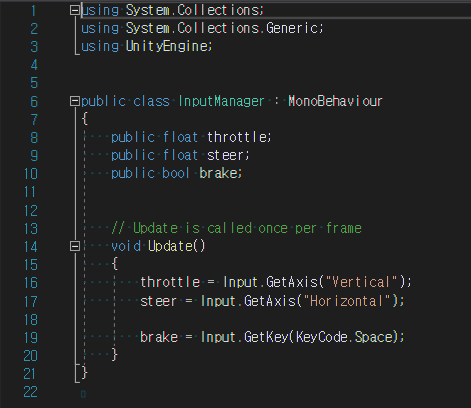 1 using System.Collections;
2 using System.Collections.Generic;
3 using UnityEngine;
4
5
6 public class InputManager : MonoBehaviour
7 {
8     public float throttle;
9     public float steer;
10     public bool brake;
11
12
13     // Update is called once per frame
14     void Update()
15     {
16         throttle = Input.GetAxis("Vertical");
17         steer = Input.GetAxis("Horizontal");
18
19         brake = Input.GetKey(KeyCode.Space);
20     }
21 }
22